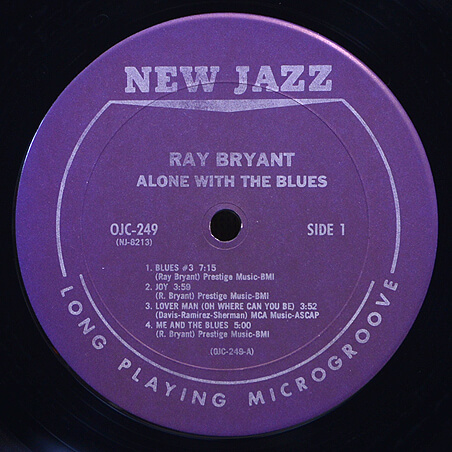 NEW JAZZ
RAY BRYANT
ALONE WITH THE BLUES
OJC-249
(NJ-8213)
SIDE 1
1. BLUES #3 7:15
(Ray Bryant) Prestige Music-BMI
2. JOY 3:59
(R. Bryant) Prestige Music-BMI
3. LOVER MAN (OH WHERE CAN YOU BE) 3:52
(Davis-Ramirez-Sherman) MCA Music-ASCAP
4. ME AND THE BLUES 5:00
(R. Bryant) Prestige Music-BMI
(OJC-249-A)
LONG PLAYING MICROGROOVE